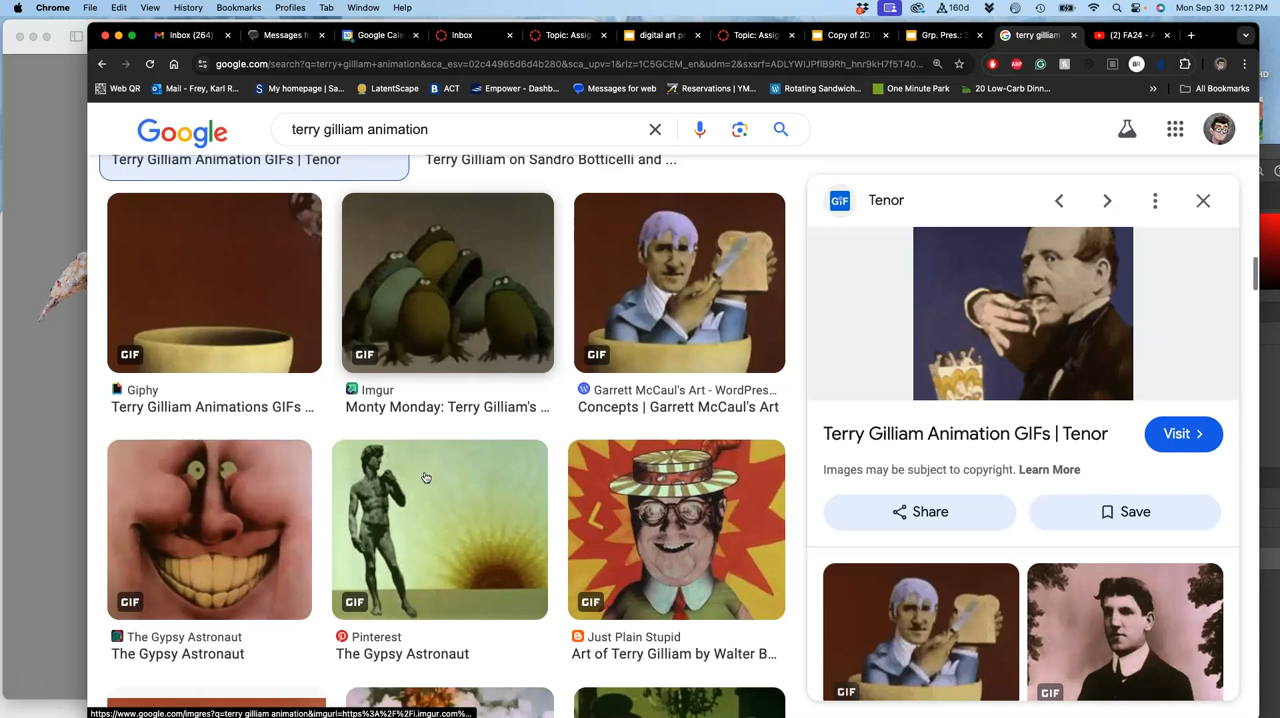 Chrome File Edit View History Bookmarks Profiles Tab Window Help
160d Mon Sep 30 12:12 PM
Inbox (264) Messages fo Google Cale Inbox Topic: Assig digital art pr Topic: Assig Copy of 2D Grp. Pres.: terry gilliam (2) FA24 - A
google.com/search?q=terry+gilliam+animation&sca_esv=02c44965d6d4b280&sca_upv=1&rlz=1C5GCEM_en&udm=2&sxsrf=
Web QR Mail - Frey, Karl R... My homepage | Sa... LatentScape ACT Empower - Dashb... Messages for web Reservations | YM... Rotating Sandwich... One Minute Park 20 Low-Carb Dinn... » All Bookmarks
Google
terry gilliam animation
Terry Gilliam Animation GIFs | Tenor
Terry Gilliam on Sandro Botticelli and ...
GIF
Giphy
Terry Gilliam Animations GIFs ...
GIF
Imgur
Monty Monday: Terry Gilliam's ...
GIF
Garrett McCaul's Art - WordPres...
Concepts | Garrett McCaul's Art
GIF
The Gypsy Astronaut
The Gypsy Astronaut
GIF
Pinterest
The Gypsy Astronaut
GIF
Just Plain Stupid
Art of Terry Gilliam by Walter B...
GIF
Tenor
Terry Gilliam Animation GIFs | Tenor
Visit
Images may be subject to copyright. Learn More
Share
Save
GIF
GIF
https://www.google.com/imgres?q=terry gilliam animation&imgurl=https%3A%2F%2Fi.imgur.com%...